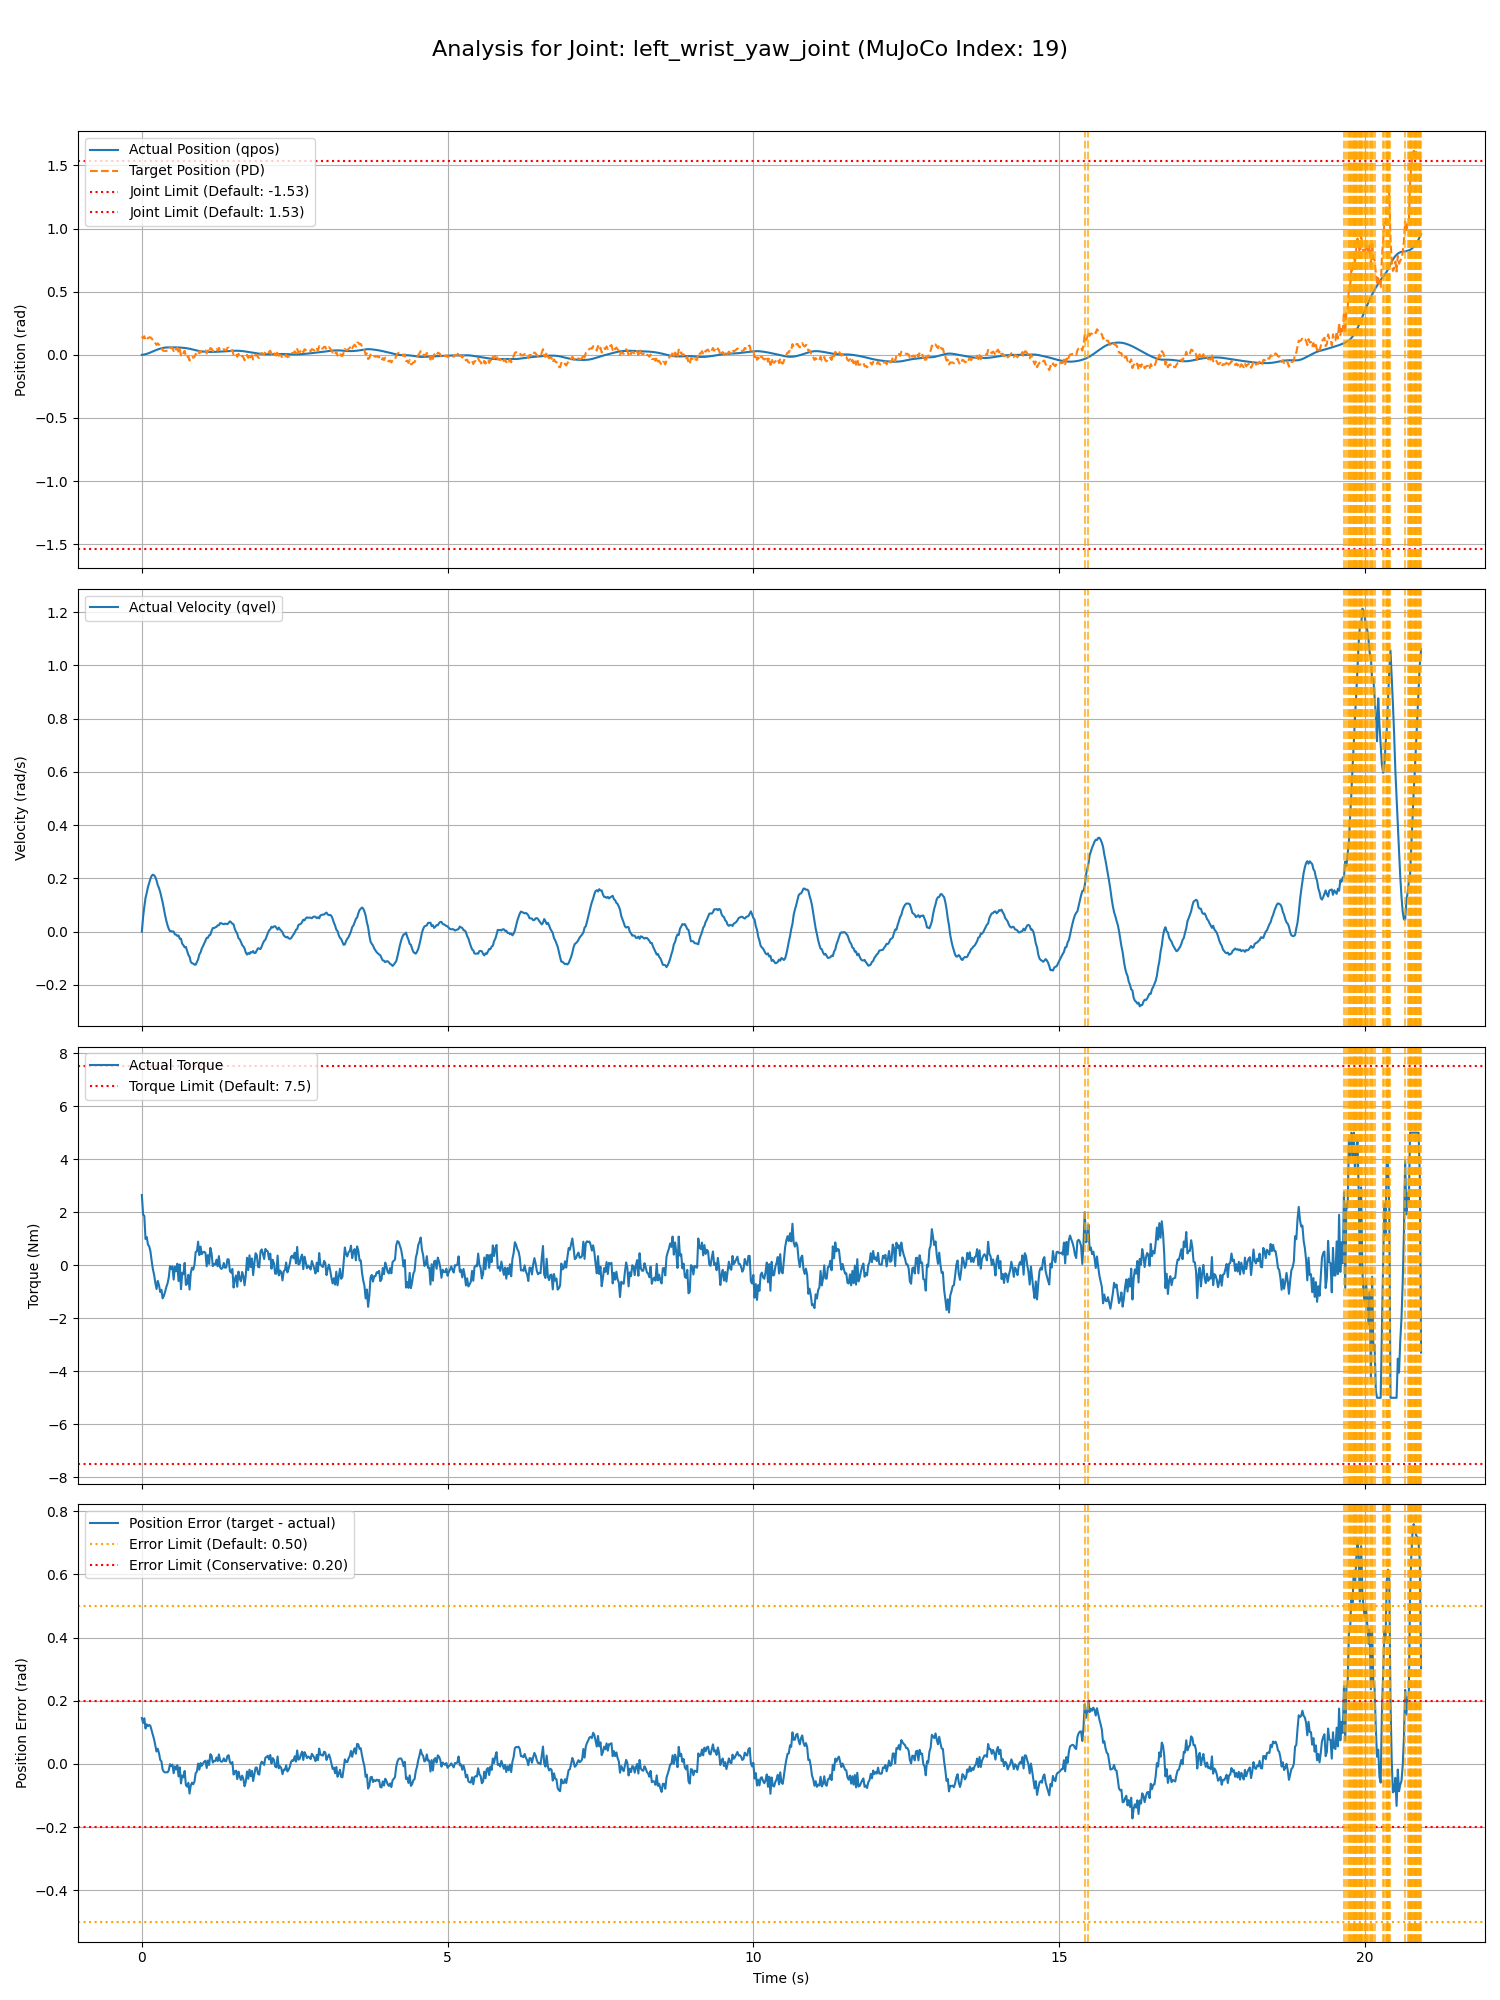 Analysis for Joint: left_wrist_yaw_joint (MuJoCo Index: 19)
Actual Position (qpos)
Target Position (PD)
Joint Limit (Default: -1.53)
Joint Limit (Default: 1.53)
Position (rad)
1.5
1.0
0.5
0.0
−0.5
−1.0
−1.5
Actual Velocity (qvel)
Velocity (rad/s)
1.2
1.0
0.8
0.6
0.4
0.2
0.0
−0.2
Actual Torque
Torque Limit (Default: 7.5)
Torque (Nm)
8
6
4
2
0
−2
−4
−6
−8
Position Error (target - actual)
Error Limit (Default: 0.50)
Error Limit (Conservative: 0.20)
Position Error (rad)
0.8
0.6
0.4
0.2
0.0
−0.2
−0.4
0 5 10 15 20
Time (s)